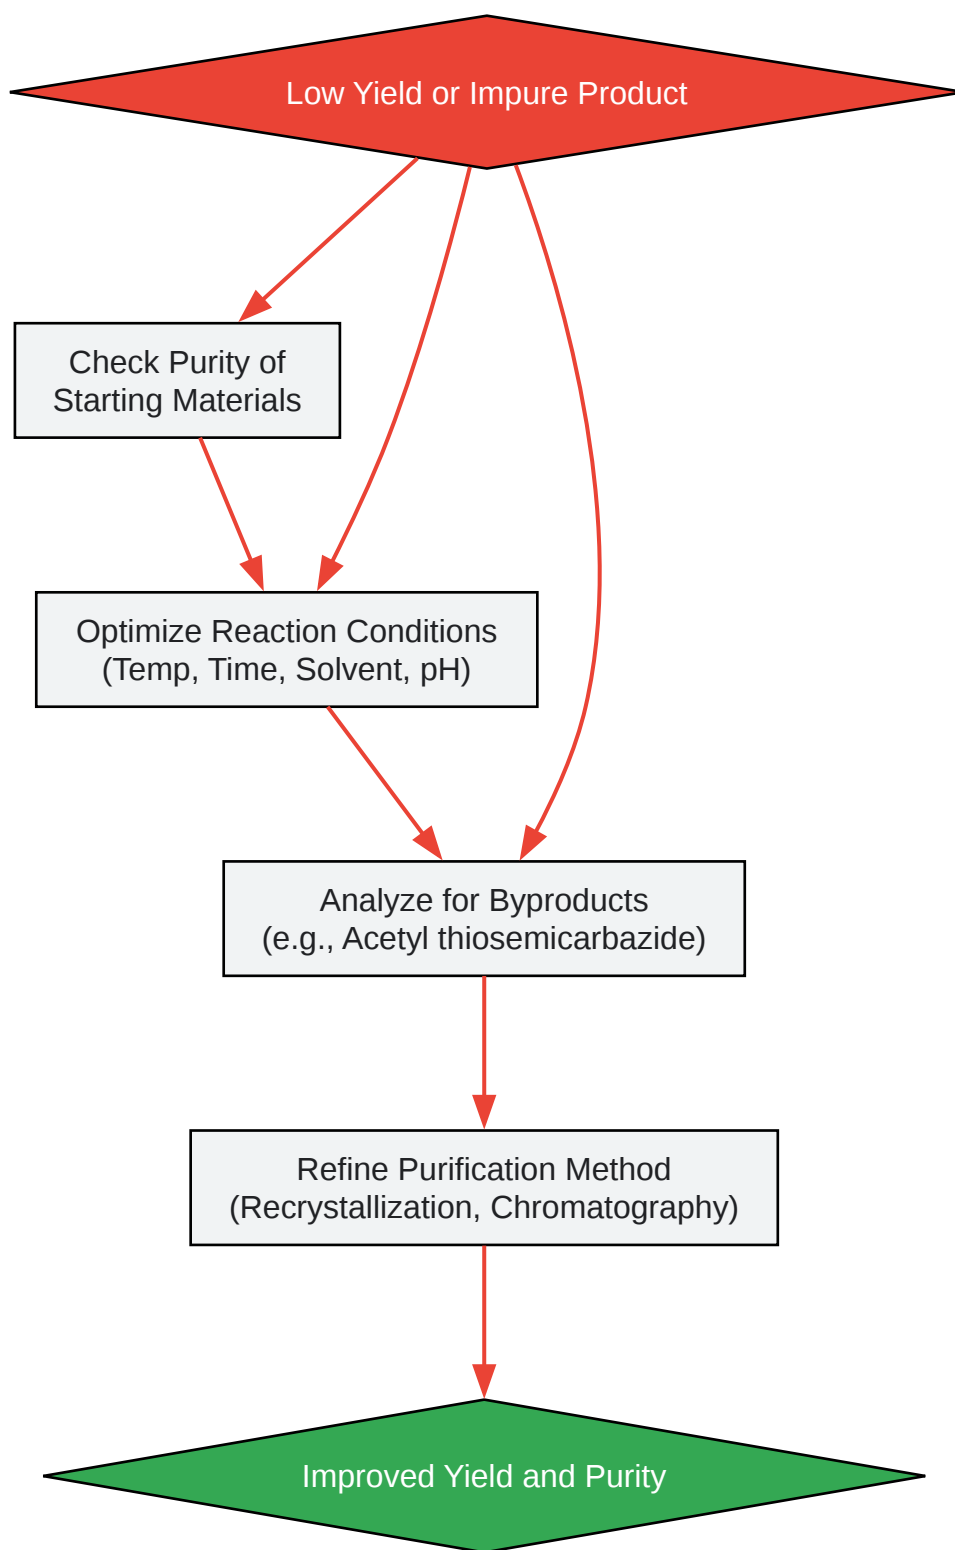 Low Yield or Impure Product
Check Purity of
Starting Materials
Optimize Reaction Conditions
(Temp, Time, Solvent, pH)
Analyze for Byproducts
(e.g., Acetyl thiosemicarbazide)
Refine Purification Method
(Recrystallization, Chromatography)
Improved Yield and Purity